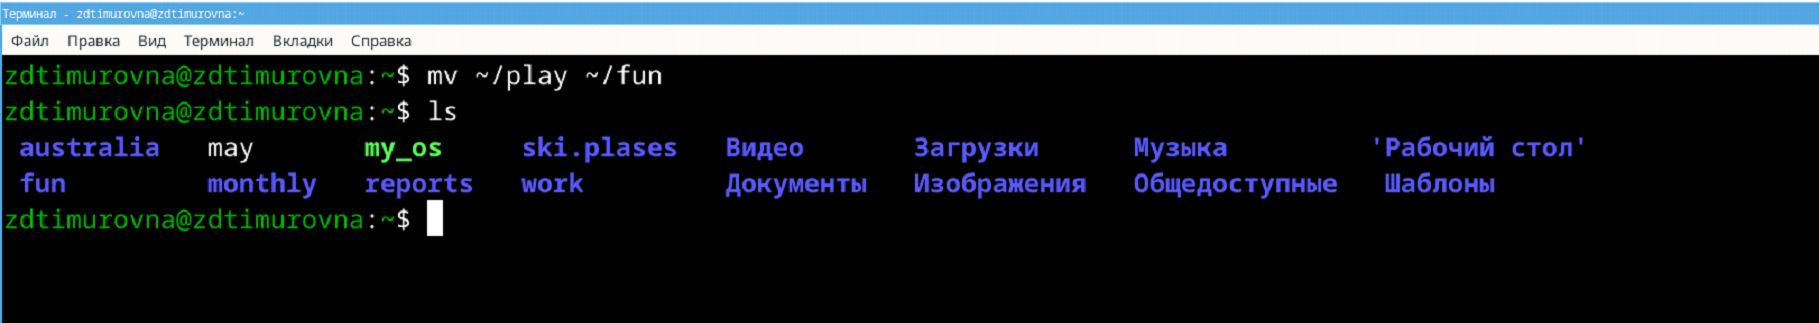 Терминал - zdtimurovna@zdtimurovna:~
Файл Правка Вид Терминал Вкладки Справка
zdtimurovna@zdtimurovna:~$ mv ~/play ~/fun
zdtimurovna@zdtimurovna:~$ ls
australia may my_os ski.plases Видео Загрузки Музыка 'Рабочий стол'
fun monthly reports work Документы Изображения Общедоступные Шаблоны
zdtimurovna@zdtimurovna:~$